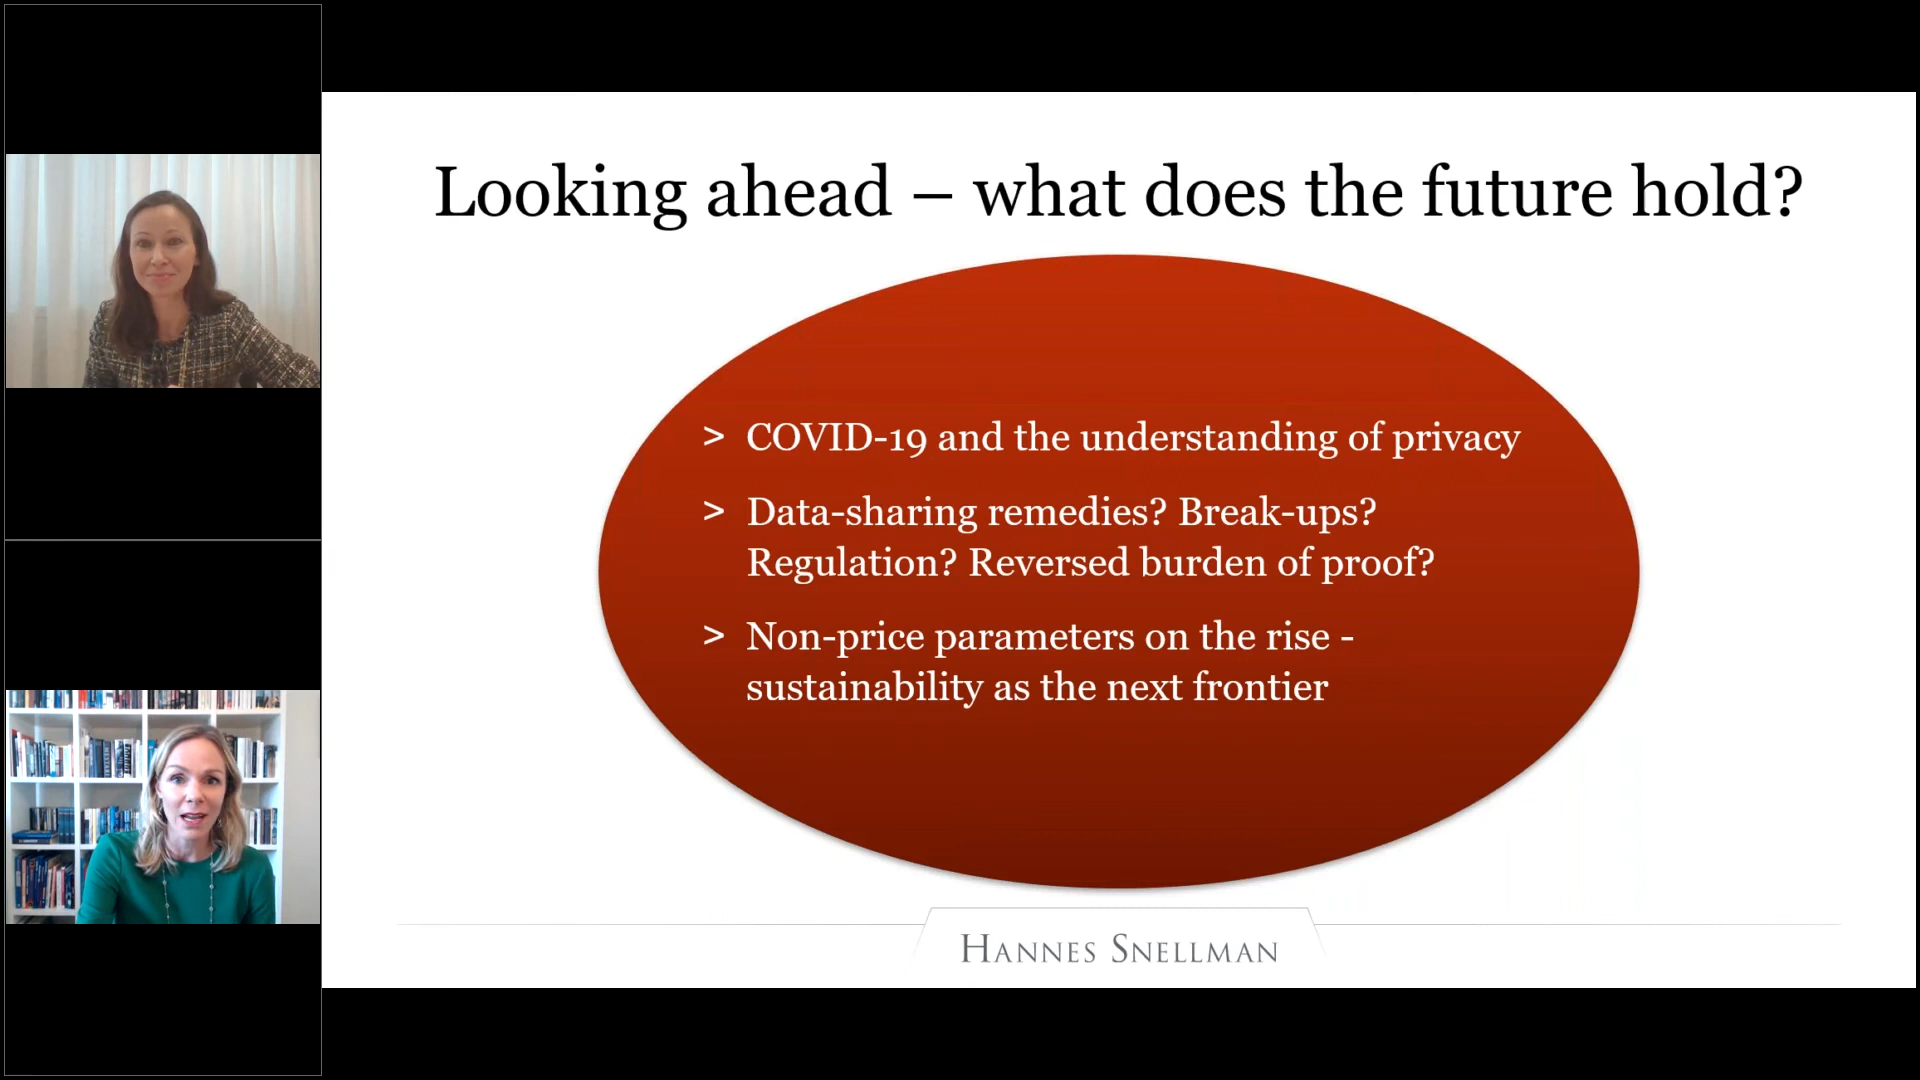 Looking ahead – what does the future hold?
> COVID-19 and the understanding of privacy
> Data-sharing remedies? Break-ups?
Regulation? Reversed burden of proof?
> Non-price parameters on the rise -
sustainability as the next frontier
HANNES SNELLMAN